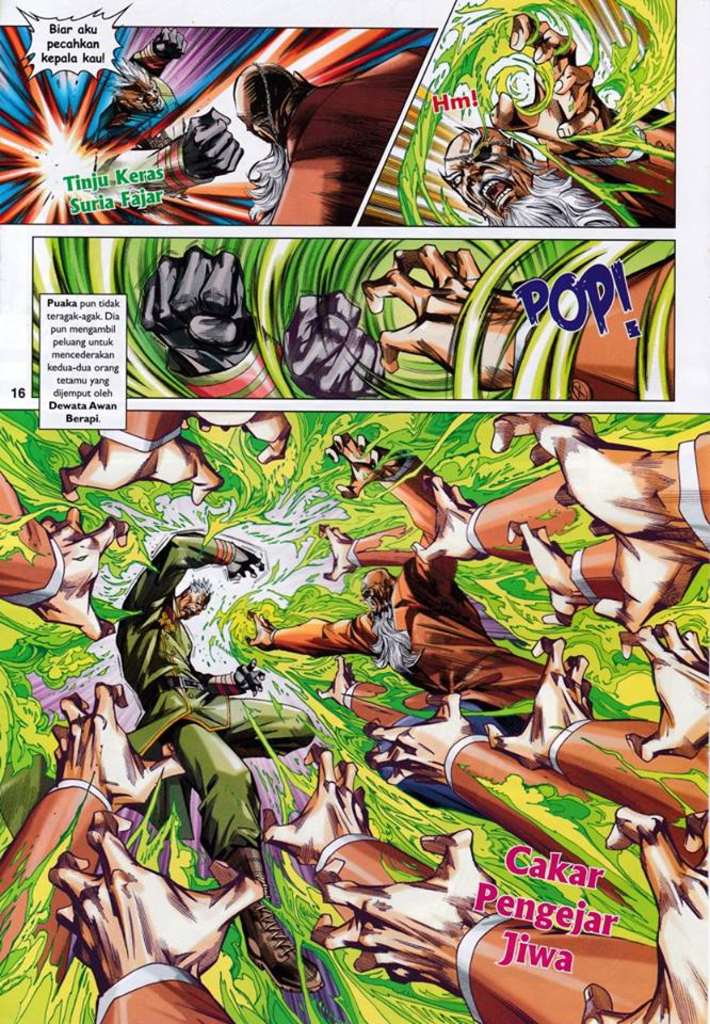 Biar aku
pecahkan
kepala kau!
Tinju Keras
Suria Fajar
Hm!
POP!
Puaka pun tidak
teragak-agak. Dia
pun mengambil
peluang untuk
mencederakan
kedua-dua orang
tetamu yang
dijemput oleh
Dewata Awan
Berapi.
16
Cakar
Pengejar
Jiwa